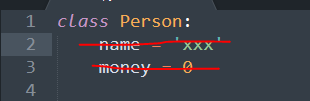 1 class Person:
2 name = 'xxx'
3 money = 0
4